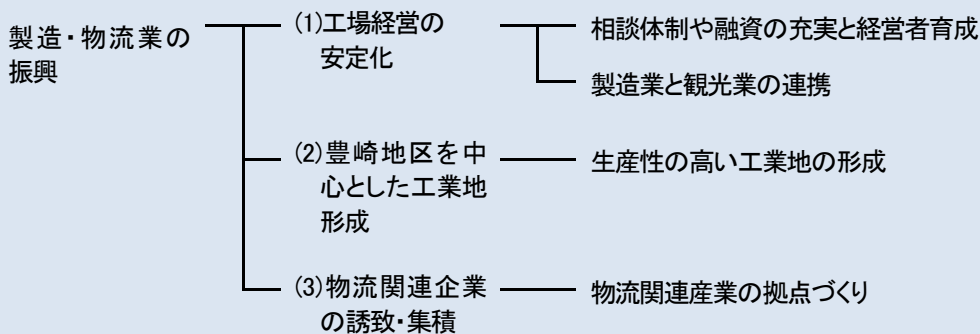 製造・物流業の
振興
(1)工場経営の
安定化
相談体制や融資の充実と経営者育成
製造業と観光業の連携
(2)豊崎地区を中
心とした工業地
形成
生産性の高い工業地の形成
(3)物流関連企業
の誘致・集積
物流関連産業の拠点づくり